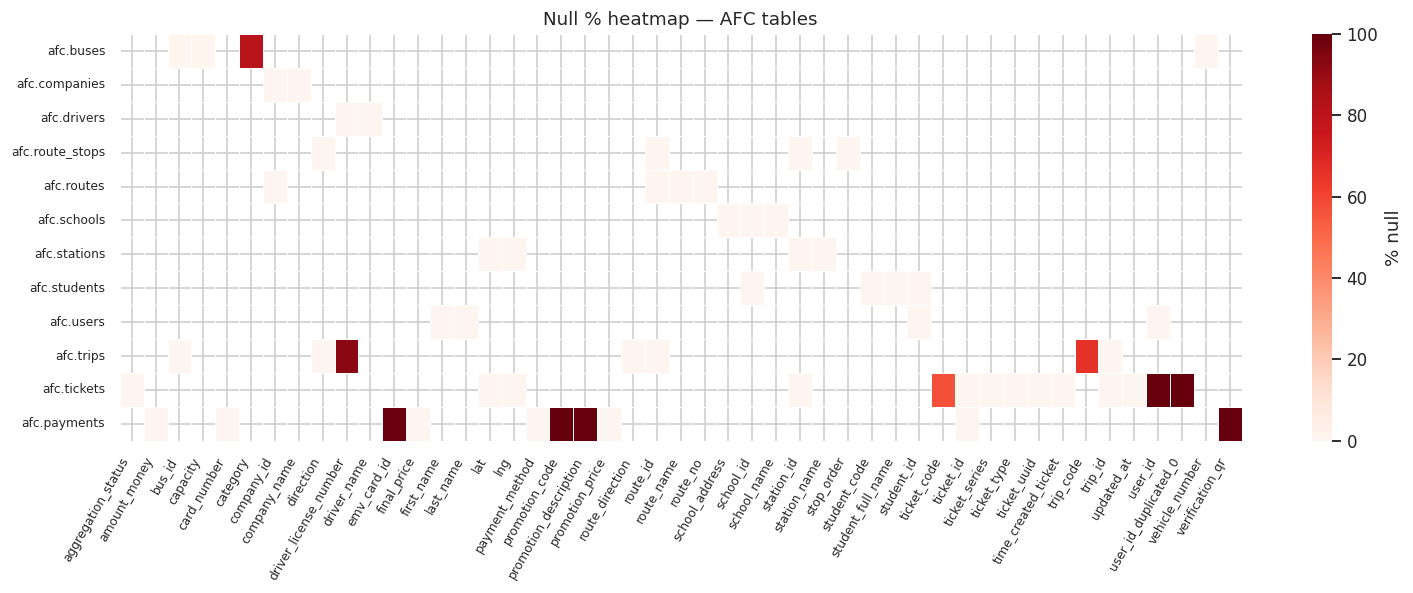 Null % heatmap — AFC tables
afc.buses
afc.companies
afc.drivers
afc.route_stops
afc.routes
afc.schools
afc.stations
afc.students
afc.users
afc.trips
afc.tickets
afc.payments
aggregation_status
amount_money
bus_id
capacity
card_number
category
company_id
company_name
direction
driver_license_number
driver_name
emv_card_id
final_price
first_name
last_name
lat
lng
payment_method
promotion_code
promotion_description
promotion_price
route_direction
route_id
route_name
route_no
school_address
school_id
school_name
station_id
station_name
stop_order
student_code
student_full_name
student_id
ticket_code
ticket_id
ticket_series
ticket_type
ticket_uuid
time_created_ticket
trip_code
trip_id
updated_at
user_id
user_id_duplicated_0
vehicle_number
verification_qr
100
80
60
40
20
0
% null